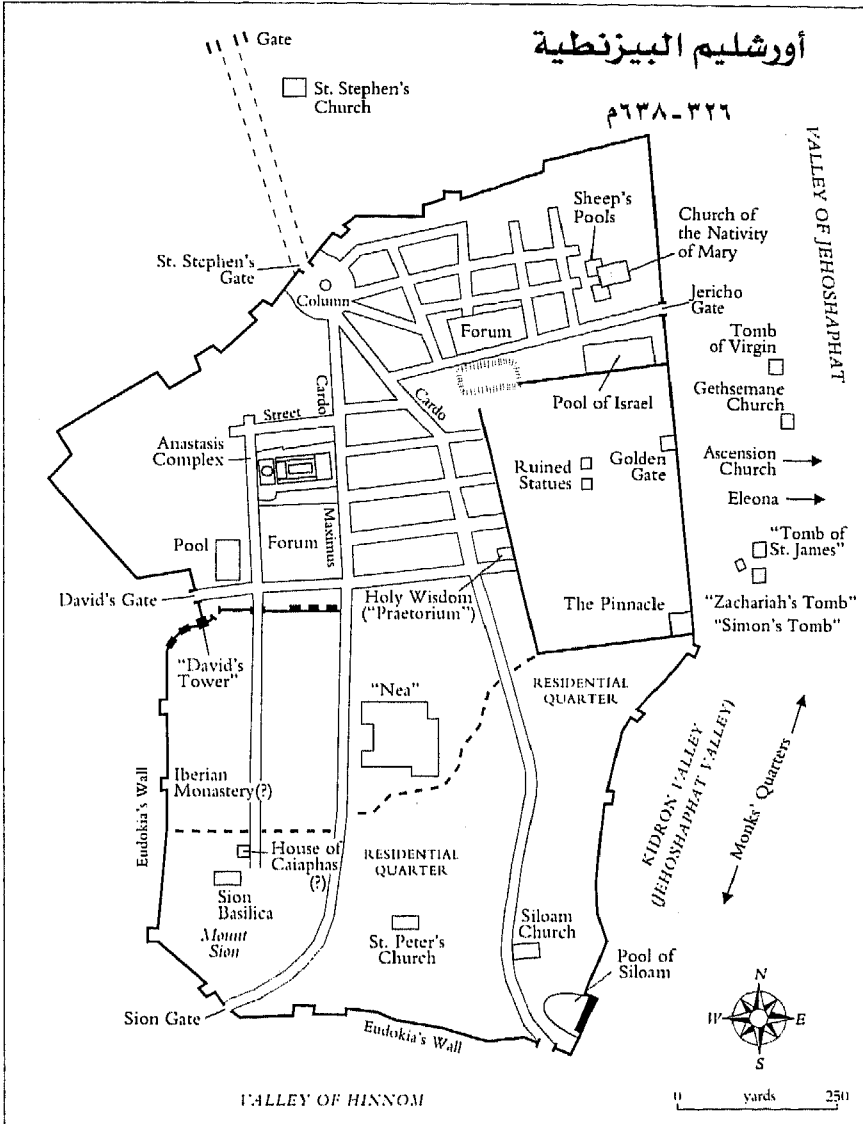 أورشليم البيزنطية
٣٢٦-٦٣٨م
Gate
St. Stephen's
Church
VALLEY OF JEHOSHAPHAT
Sheep's
Pools
Church of
the Nativity
of Mary
St. Stephen's
Gate
Column
Jericho
Gate
Forum
Tomb
of Virgin
Pool of Israel
Gethsemane
Church
Cardo
Cardo
Street
Anastasis
Complex
Ruined
Statues
Golden
Gate
Ascension
Church
Eleona
Maximus
Pool
Forum
"Tomb of
St. James"
David's Gate
Holy Wisdom
("Praetorium")
The Pinnacle
"Zachariah's Tomb"
"Simon's Tomb"
"David's
Tower"
"Nea"
RESIDENTIAL
QUARTER
Eudokia's Wall
Iberian
Monastery(?)
KIDRON VALLEY
(JEHOSHAPHAT VALLEY)
Monks' Quarters
House of
Caiaphas
(?)
RESIDENTIAL
QUARTER
Sion
Basilica
Mount
Sion
St. Peter's
Church
Siloam
Church
Pool of
Siloam
Sion Gate
Eudokia's Wall
N
W
E
S
VALLEY OF HINNOM
0 yards 250